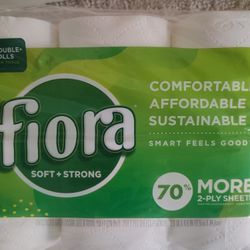 DOUBLE+
ROLLS
fiora
SOFT + STRONG
COMFORTABLE
AFFORDABLE
SUSTAINABLE
SMART FEELS GOOD
70% MORE
2-PLY SHEETS